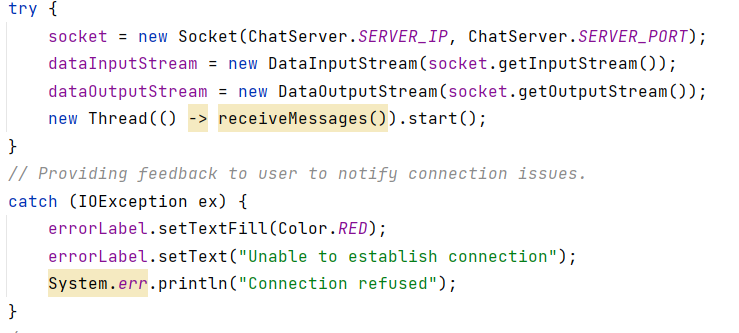 try {
    socket = new Socket(ChatServer.SERVER_IP, ChatServer.SERVER_PORT);
    dataInputStream = new DataInputStream(socket.getInputStream());
    dataOutputStream = new DataOutputStream(socket.getOutputStream());
    new Thread(() -> receiveMessages()).start();
}
// Providing feedback to user to notify connection issues.
catch (IOException ex) {
    errorLabel.setTextFill(Color.RED);
    errorLabel.setText("Unable to establish connection");
    System.err.println("Connection refused");
}